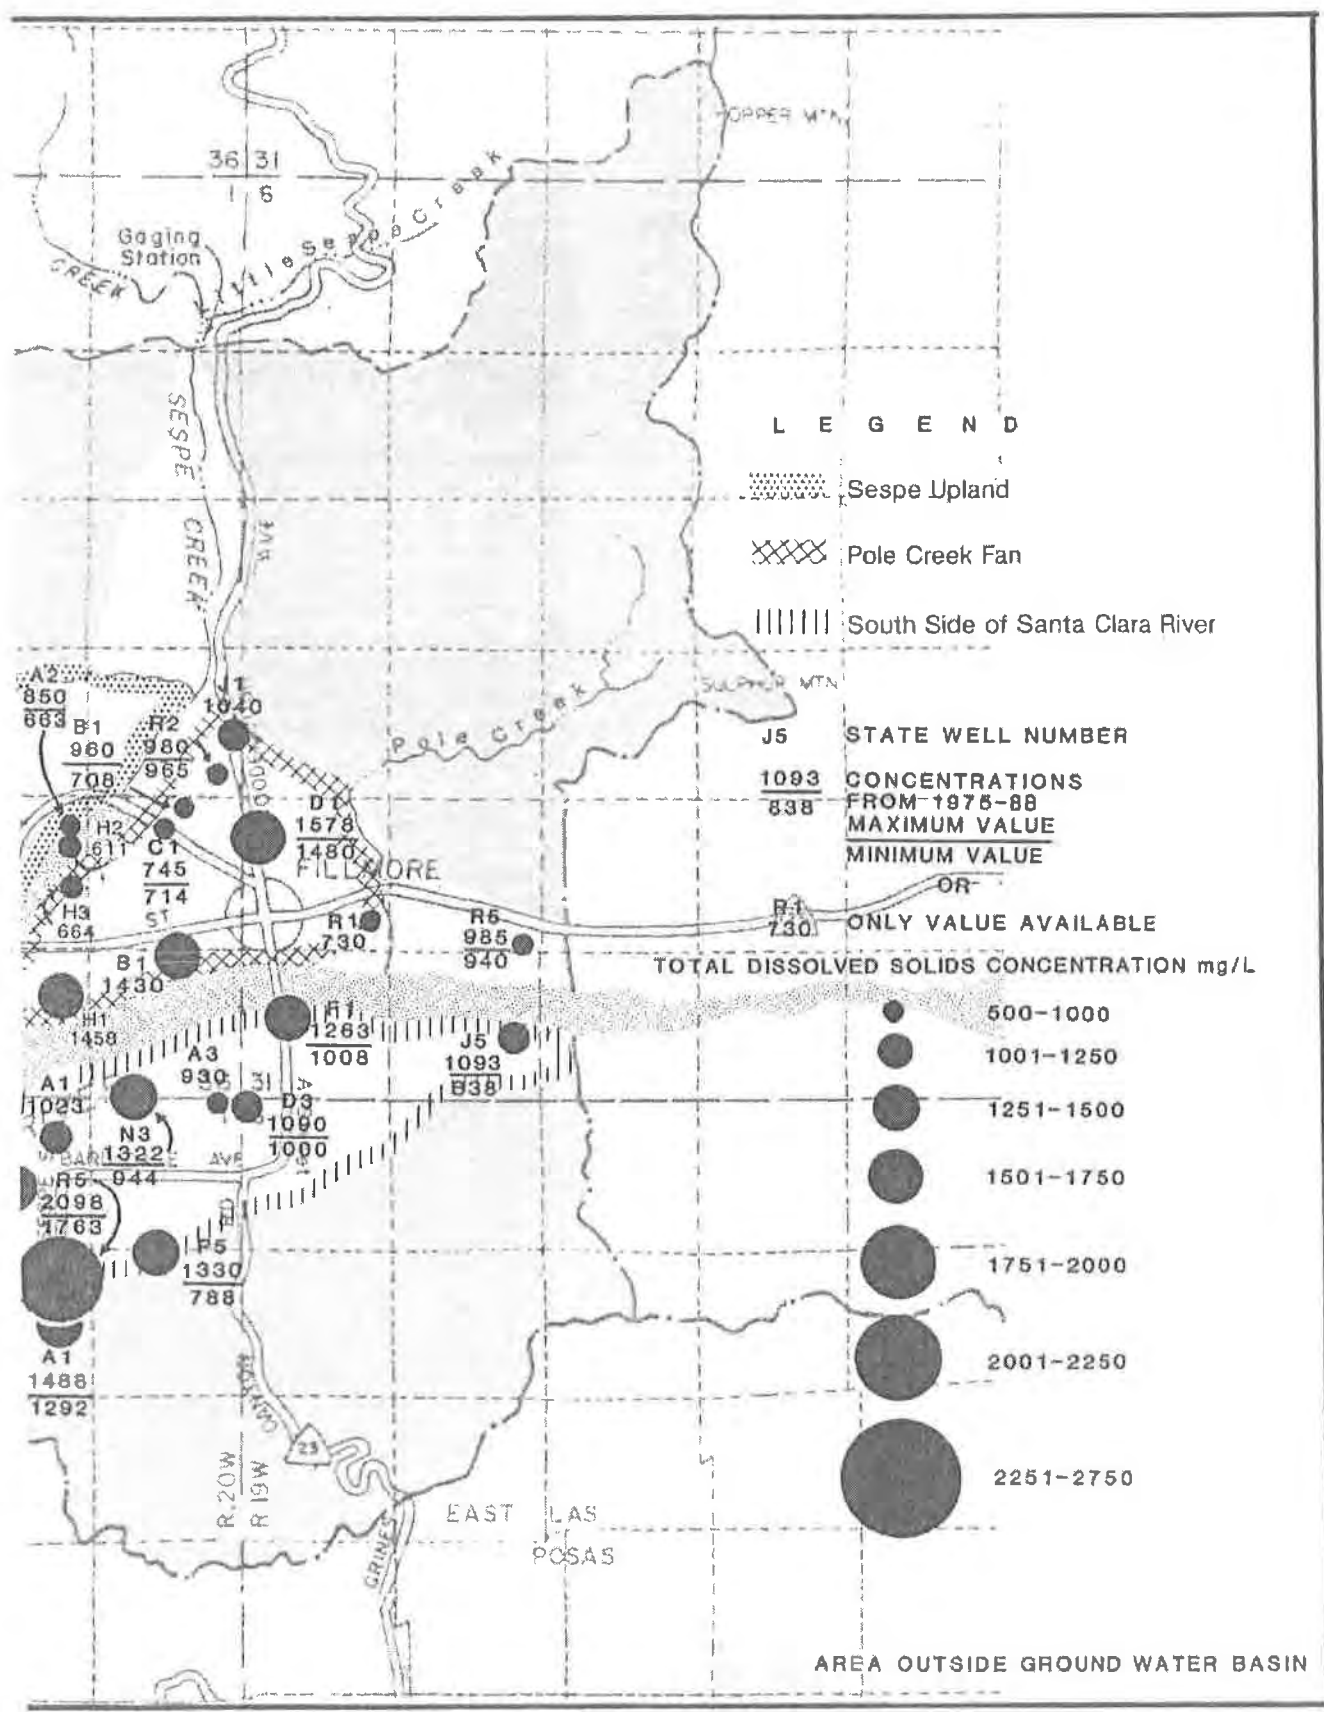 HOPPER MTN.
36 31
1 6
Little Sespe Creek
Gaging
Station
CREEK
SESPE CREEK
L E G E N D
Sespe Upland
Pole Creek Fan
South Side of Santa Clara River
Pole Creek
SULPHUR MTN.
J5 STATE WELL NUMBER
1093
838
CONCENTRATIONS
FROM 1975-88
MAXIMUM VALUE
MINIMUM VALUE
OR
R1
730
ONLY VALUE AVAILABLE
TOTAL DISSOLVED SOLIDS CONCENTRATION mg/L
500-1000
1001-1250
1251-1500
1501-1750
1751-2000
2001-2250
2251-2750
A2
850
663
B1
960
708
R2
980
965
J1
1040
H2
611
C1
745
714
D1
1578
1480
FILLMORE
H3
664
ST
R1
730
R6
985
940
B1
1430
H1
1458
1263
1008
J5
1093
838
A3
930
31
A1
1023
N3
1322
944
AVE
D3
1090
1000
R5
2098
1763
RD
P5
1330
788
A1
1488
1292
23
R.20W
R19W
EAST LAS
POSAS
GRIMES
AREA OUTSIDE GROUND WATER BASIN